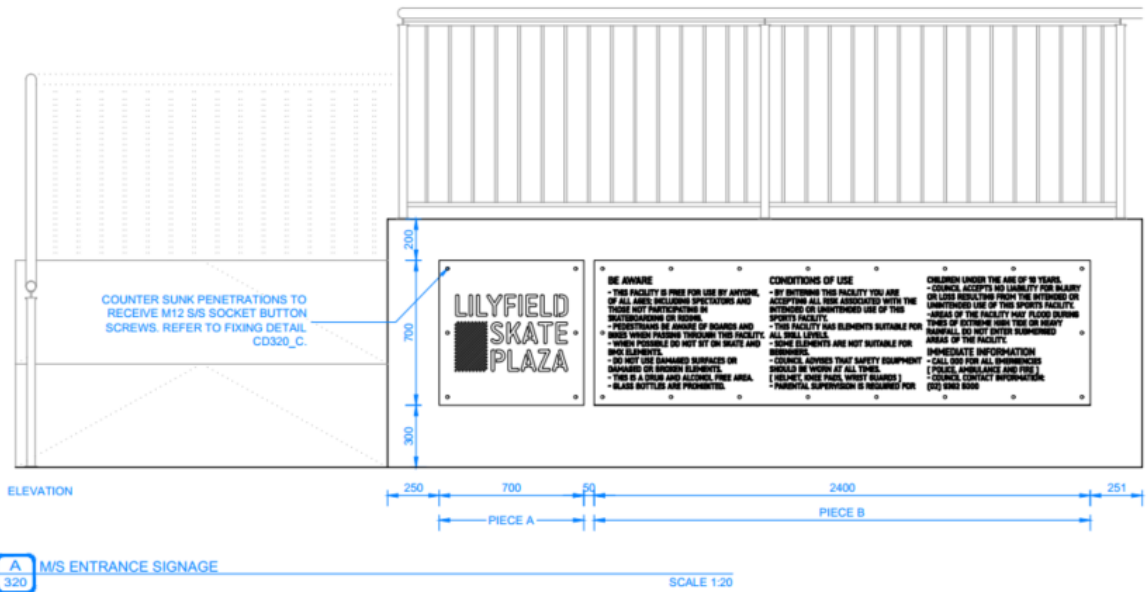 200
COUNTER SUNK PENETRATIONS TO
RECEIVE M12 S/S SOCKET BUTTON
SCREWS. REFER TO FIXING DETAIL
CD320_C.
700
300
LILYFIELD
SKATE
PLAZA
BE AWARE
- THIS FACILITY IS FREE FOR USE BY ANYONE,
OF ALL AGES; INCLUDING SPECTATORS AND
THOSE NOT PARTICIPATING IN
SKATEBOARDING OR RIDING.
- PEDESTRIANS BE AWARE OF BOARDS AND
BIKES WHEN PASSING THROUGH THIS FACILITY.
- WHEN POSSIBLE DO NOT SIT ON SKATE AND
BMX ELEMENTS.
- DO NOT USE DAMAGED SURFACES OR
DAMAGED OR BROKEN ELEMENTS.
- THIS IS A DRUG AND ALCOHOL FREE AREA.
- GLASS BOTTLES ARE PROHIBITED.
CONDITIONS OF USE
- BY ENTERING THIS FACILITY YOU ARE
ACCEPTING ALL RISK ASSOCIATED WITH THE
INTENDED OR UNINTENDED USE OF THIS
SPORTS FACILITY.
- THIS FACILITY HAS ELEMENTS SUITABLE FOR
ALL SKILL LEVELS.
- SOME ELEMENTS ARE NOT SUITABLE FOR
BEGINNERS.
- COUNCIL ADVISES THAT SAFETY EQUIPMENT
SHOULD BE WORN AT ALL TIMES.
[ HELMET, KNEE PADS, WRIST GUARDS ]
- PARENTAL SUPERVISION IS REQUIRED FOR
CHILDREN UNDER THE AGE OF YEARS.
- COUNCIL ACCEPTS NO LIABILITY FOR INJURY
OR LOSS RESULTING FROM THE INTENDED OR
UNINTENDED USE OF THIS SPORTS FACILITY.
-AREAS OF THE FACILITY MAY FLOOD DURING
TIMES OF EXTREME HIGH TIDE OR HEAVY
RAINFALL. DO NOT ENTER SUBMERSED
AREAS OF THE FACILITY.
IMMEDIATE INFORMATION
- CALL 000 FOR ALL EMERGENCIES
[ POLICE, AMBULANCE AND FIRE ]
- COUNCIL CONTACT INFORMATION:
(02)
ELEVATION
250
700
50
2400
251
PIECE A
PIECE B
A
320
M/S ENTRANCE SIGNAGE
SCALE 1:20